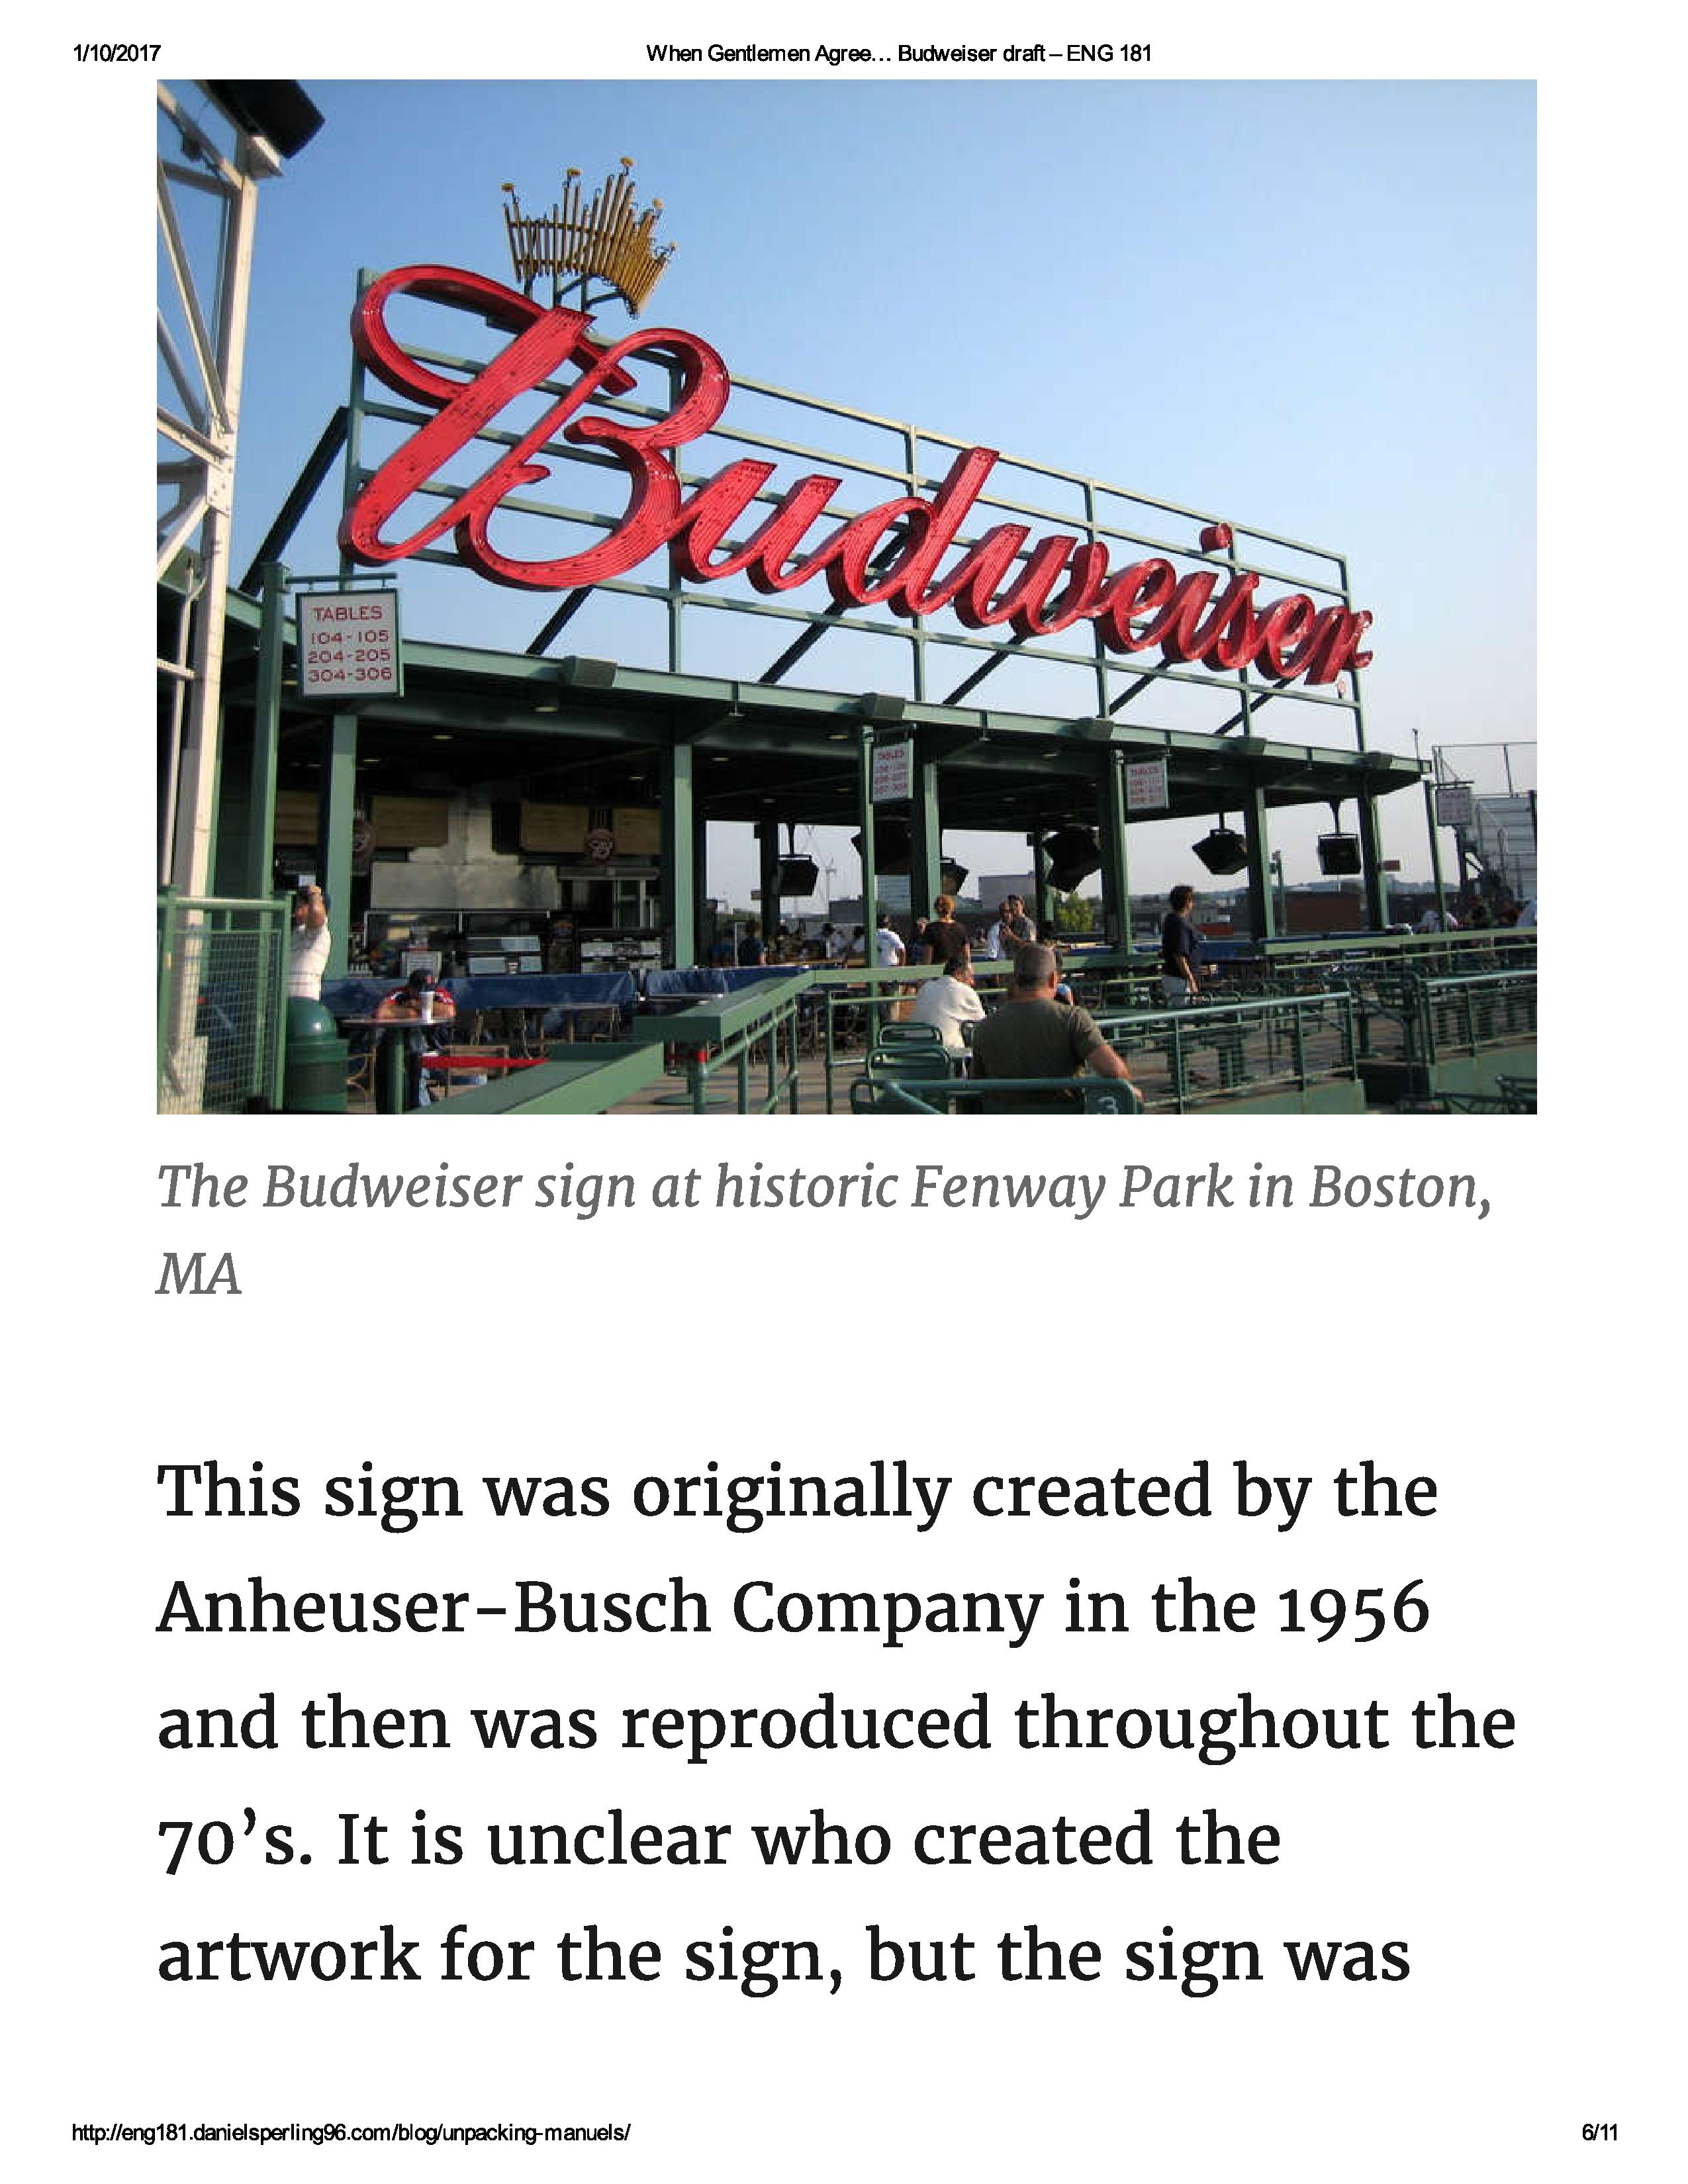 1/10/2017 When Gentlemen Agree… Budweiser draft – ENG 181
Budweiser
TABLES
104-105
204-205
304-306
TABLES
TABLES
The Budweiser sign at historic Fenway Park in Boston,
MA
This sign was originally created by the
Anheuser-Busch Company in the 1956
and then was reproduced throughout the
70’s. It is unclear who created the
artwork for the sign, but the sign was
http://eng181.danielsperling96.com/blog/unpacking-manuels/ 6/11